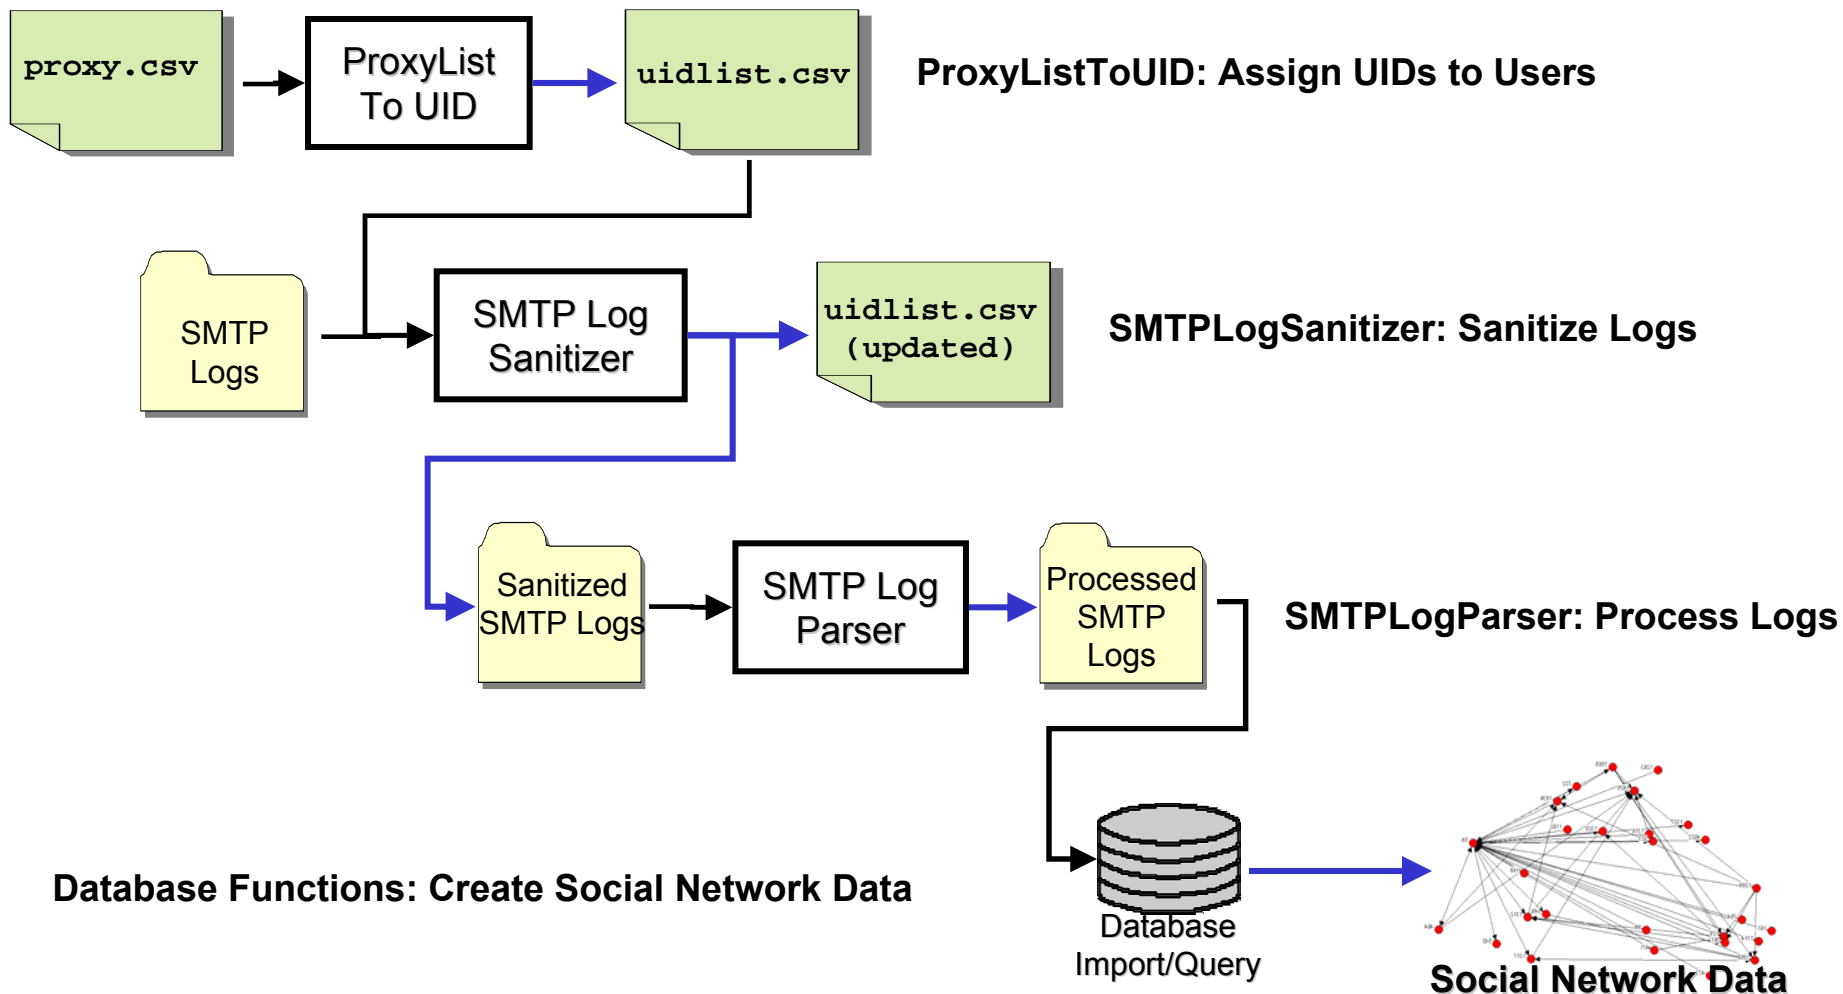 proxy.csv
ProxyList
To UID
uidlist.csv
ProxyListToUID: Assign UIDs to Users
SMTP
Logs
SMTP Log
Sanitizer
uidlist.csv
(updated)
SMTPLogSanitizer: Sanitize Logs
Sanitized
SMTP Logs
SMTP Log
Parser
Processed
SMTP
Logs
SMTPLogParser: Process Logs
Database Functions: Create Social Network Data
Database
Import/Query
Social Network Data